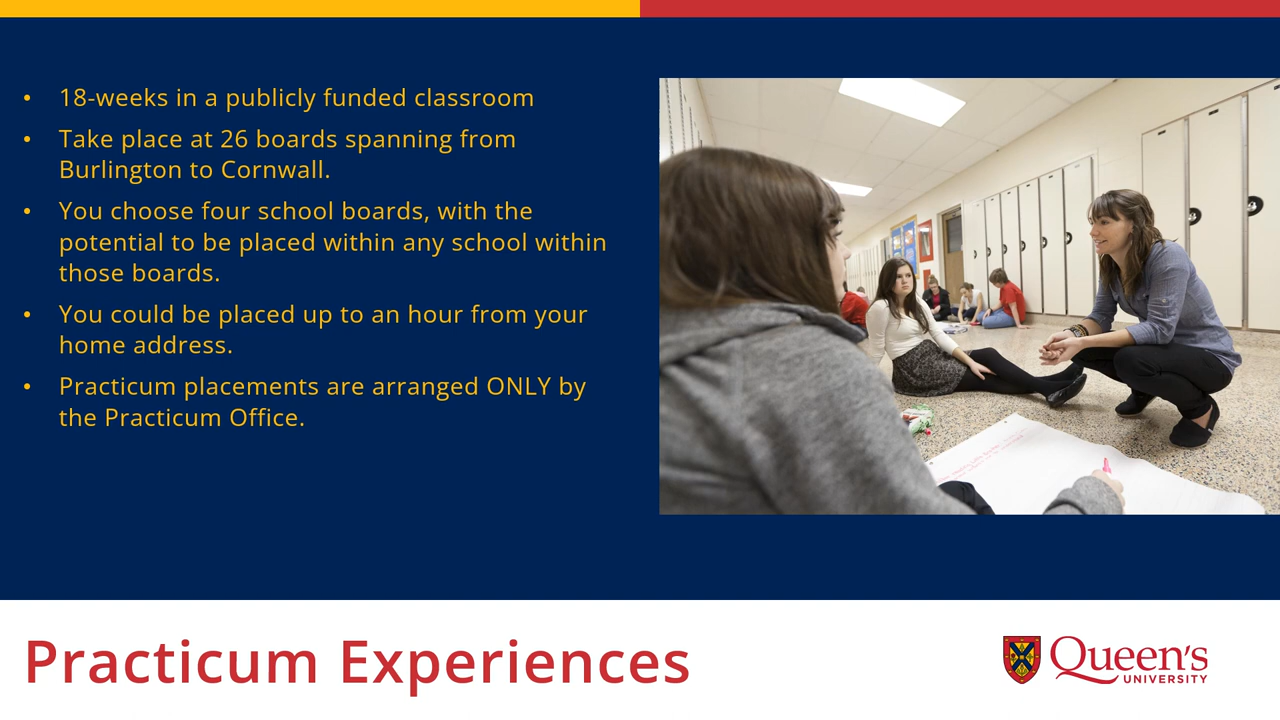 • 18-weeks in a publicly funded classroom
• Take place at 26 boards spanning from
Burlington to Cornwall.
• You choose four school boards, with the
potential to be placed within any school within
those boards.
• You could be placed up to an hour from your
home address.
• Practicum placements are arranged ONLY by
the Practicum Office.
Practicum Experiences
Queen's
UNIVERSITY